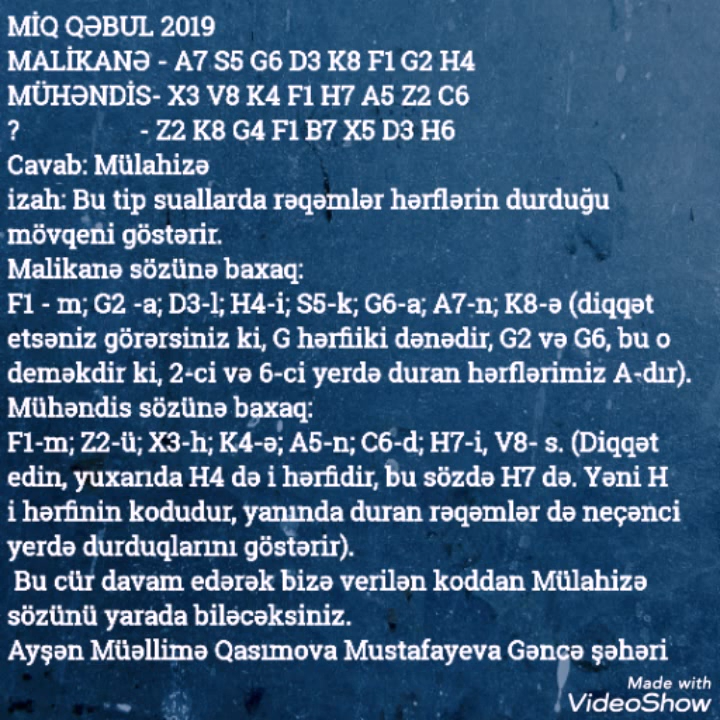 MİQ QƏBUL 2019
MALİKANƏ - A7 S5 G6 D3 K8 F1 G2 H4
MÜHƏNDİS- X3 V8 K4 F1 H7 A5 Z2 C6
? - Z2 K8 G4 F1 B7 X5 D3 H6
Cavab: Mülahizə
izah: Bu tip suallarda rəqəmlər hərflərin durduğu
mövqeni göstərir.
Malikanə sözünə baxaq:
F1 - m; G2 -a; D3-l; H4-i; S5-k; G6-a; A7-n; K8-ə (diqqət
etsəniz görərsiniz ki, G hərfiiki dənədir, G2 və G6, bu o
deməkdir ki, 2-ci və 6-ci yerdə duran hərflərimiz A-dır).
Mühəndis sözünə baxaq:
F1-m; Z2-ü; X3-h; K4-ə; A5-n; C6-d; H7-i, V8- s. (Diqqət
edin, yuxarıda H4 də i hərfidir, bu sözdə H7 də. Yəni H
i hərfinin kodudur, yanında duran rəqəmlər də neçənci
yerdə durduqlarını göstərir).
Bu cür davam edərək bizə verilən koddan Mülahizə
sözünü yarada biləcəksiniz.
Ayşən Müəllimə Qasımova Mustafayeva Gəncə şəhəri
Made with
VideoShow